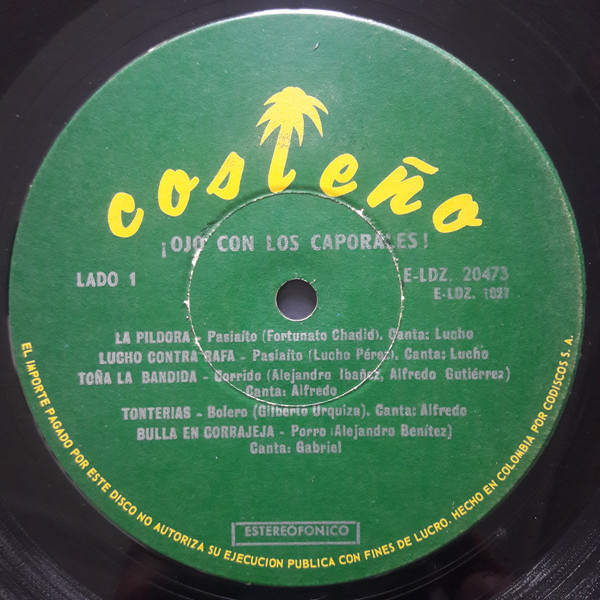 costeño
¡OJO CON LOS CAPORALES!
LADO 1
E-LDZ. 20473
E-LDZ. 1027
LA PILDORA - Pasiaíto (Fortunato Chadid). Canta: Lucho
LUCHO CONTRA RAFA - Pasiaíto (Lucho Pérez). Canta: Lucho
TOÑA LA BANDIDA - Corrido (Alejandro Ibañez, Alfredo Gutiérrez)
Canta: Alfredo
TONTERIAS - Bolero (Gilberto Urquiza). Canta: Alfredo
BULLA EN CORRAJEJA - Porro (Alejandro Benítez)
Canta: Gabriel
ESTEREOFONICO
EL IMPORTE PAGADO POR ESTE DISCO NO AUTORIZA SU EJECUCION PUBLICA CON FINES DE LUCRO. HECHO EN COLOMBIA POR CODISCOS S. A.